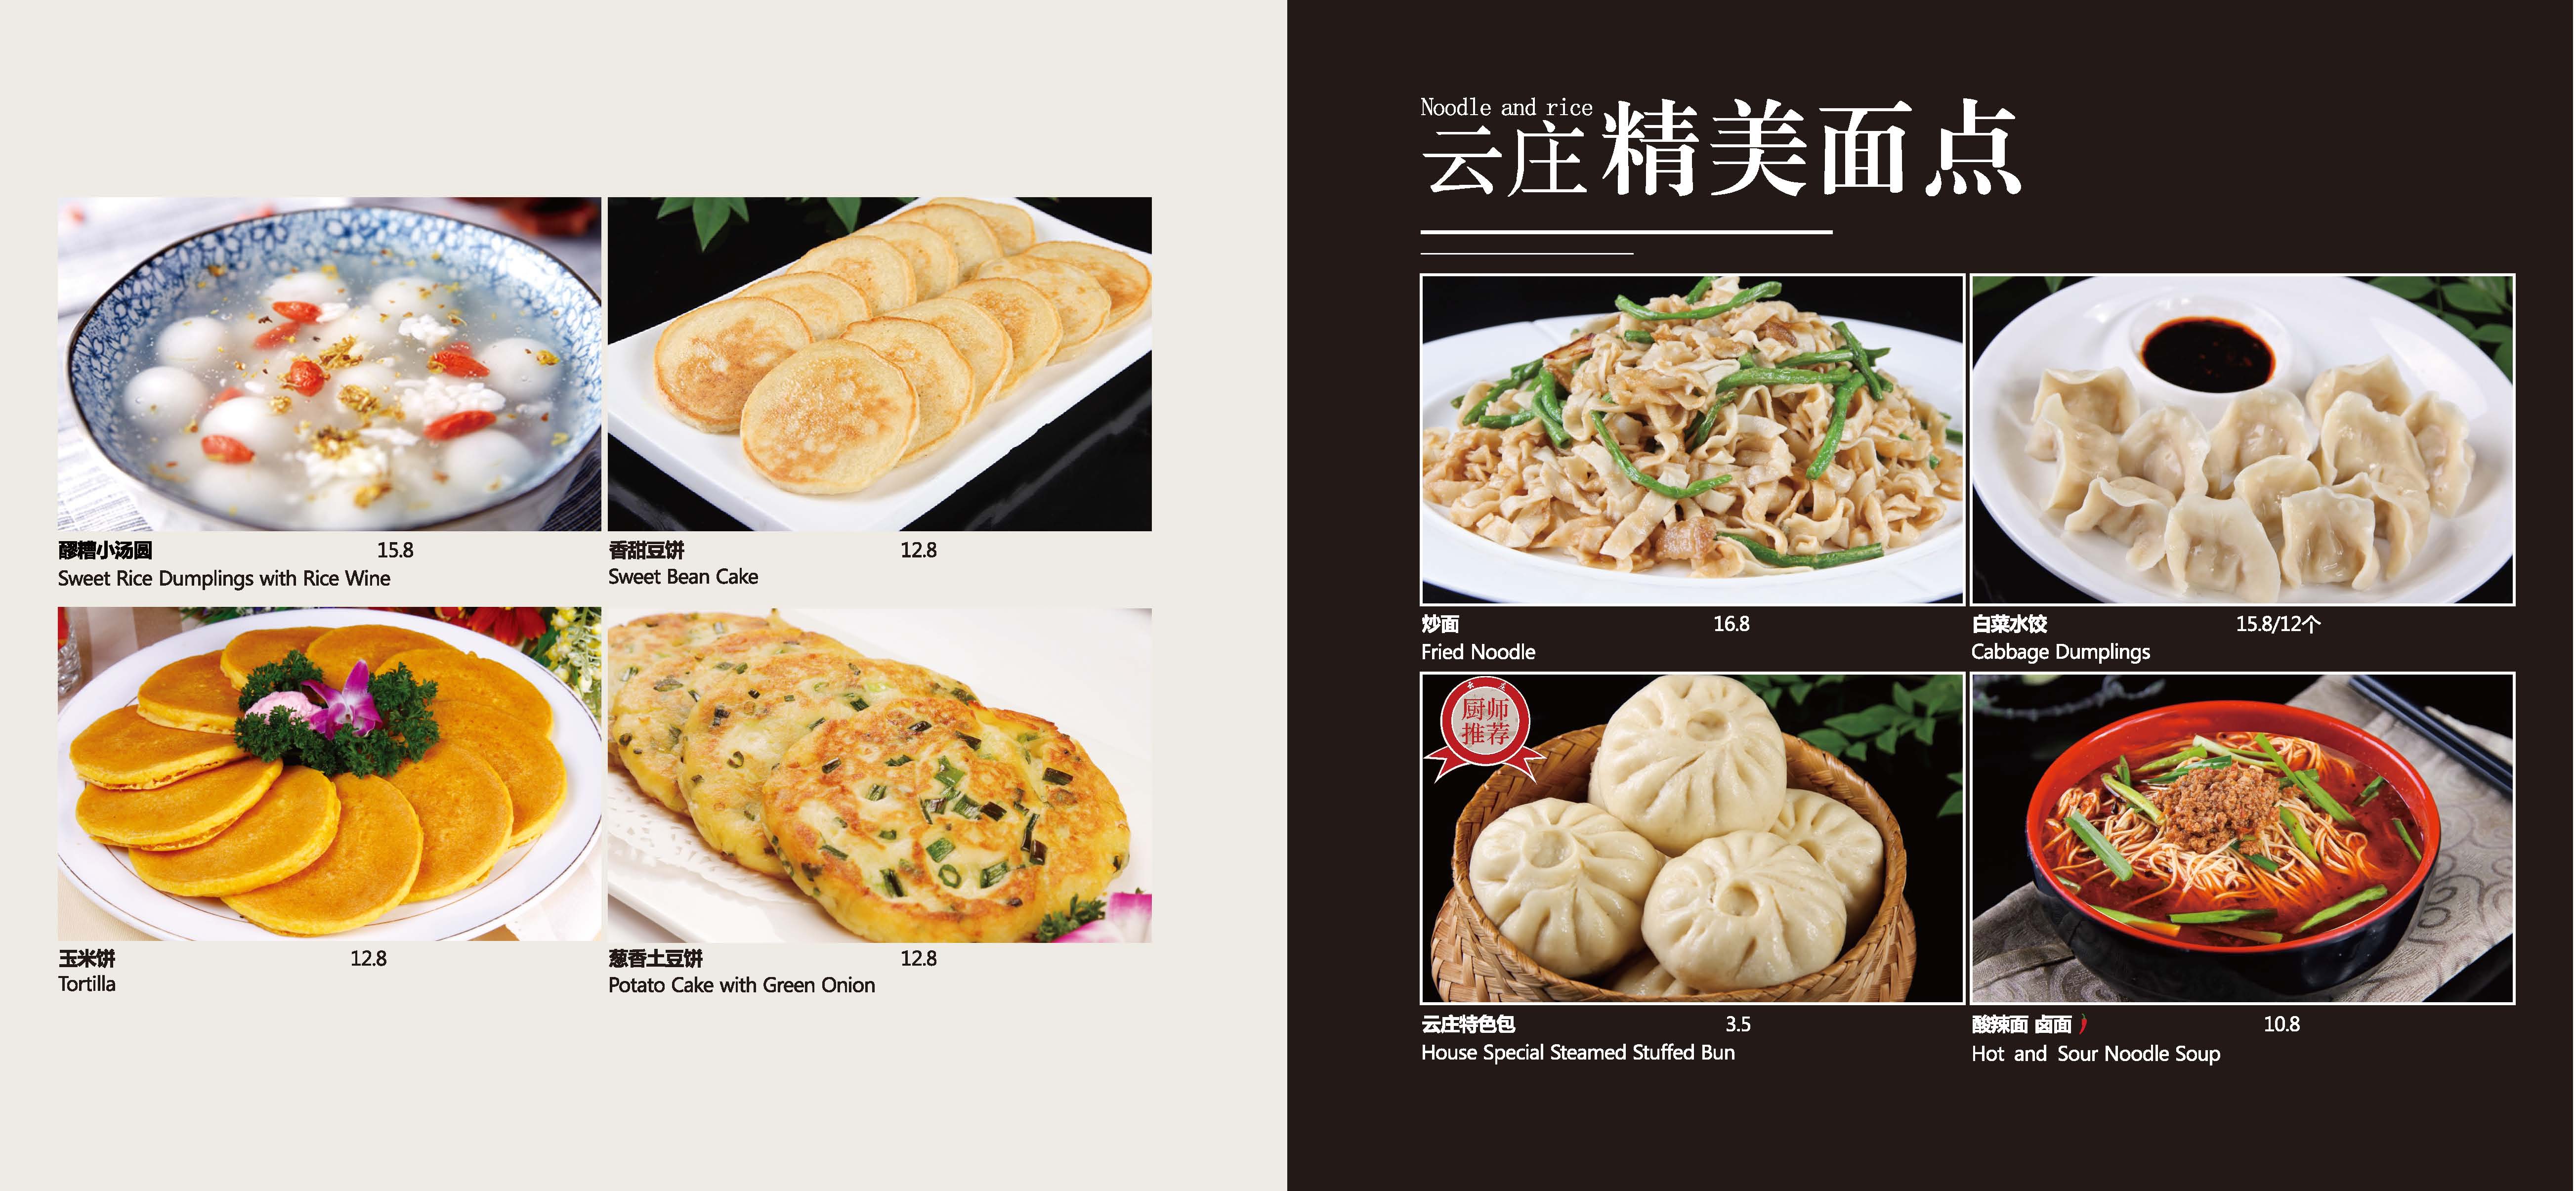 醪糟小汤圆 15.8
Sweet Rice Dumplings with Rice Wine
香甜豆饼 12.8
Sweet Bean Cake
玉米饼 12.8
Tortilla
葱香土豆饼 12.8
Potato Cake with Green Onion
Noodle and rice
云庄精美面点
炒面 16.8
Fried Noodle
白菜水饺 15.8/12个
Cabbage Dumplings
云庄
厨师
推荐
云庄特色包 3.5
House Special Steamed Stuffed Bun
酸辣面 卤面 10.8
Hot and Sour Noodle Soup